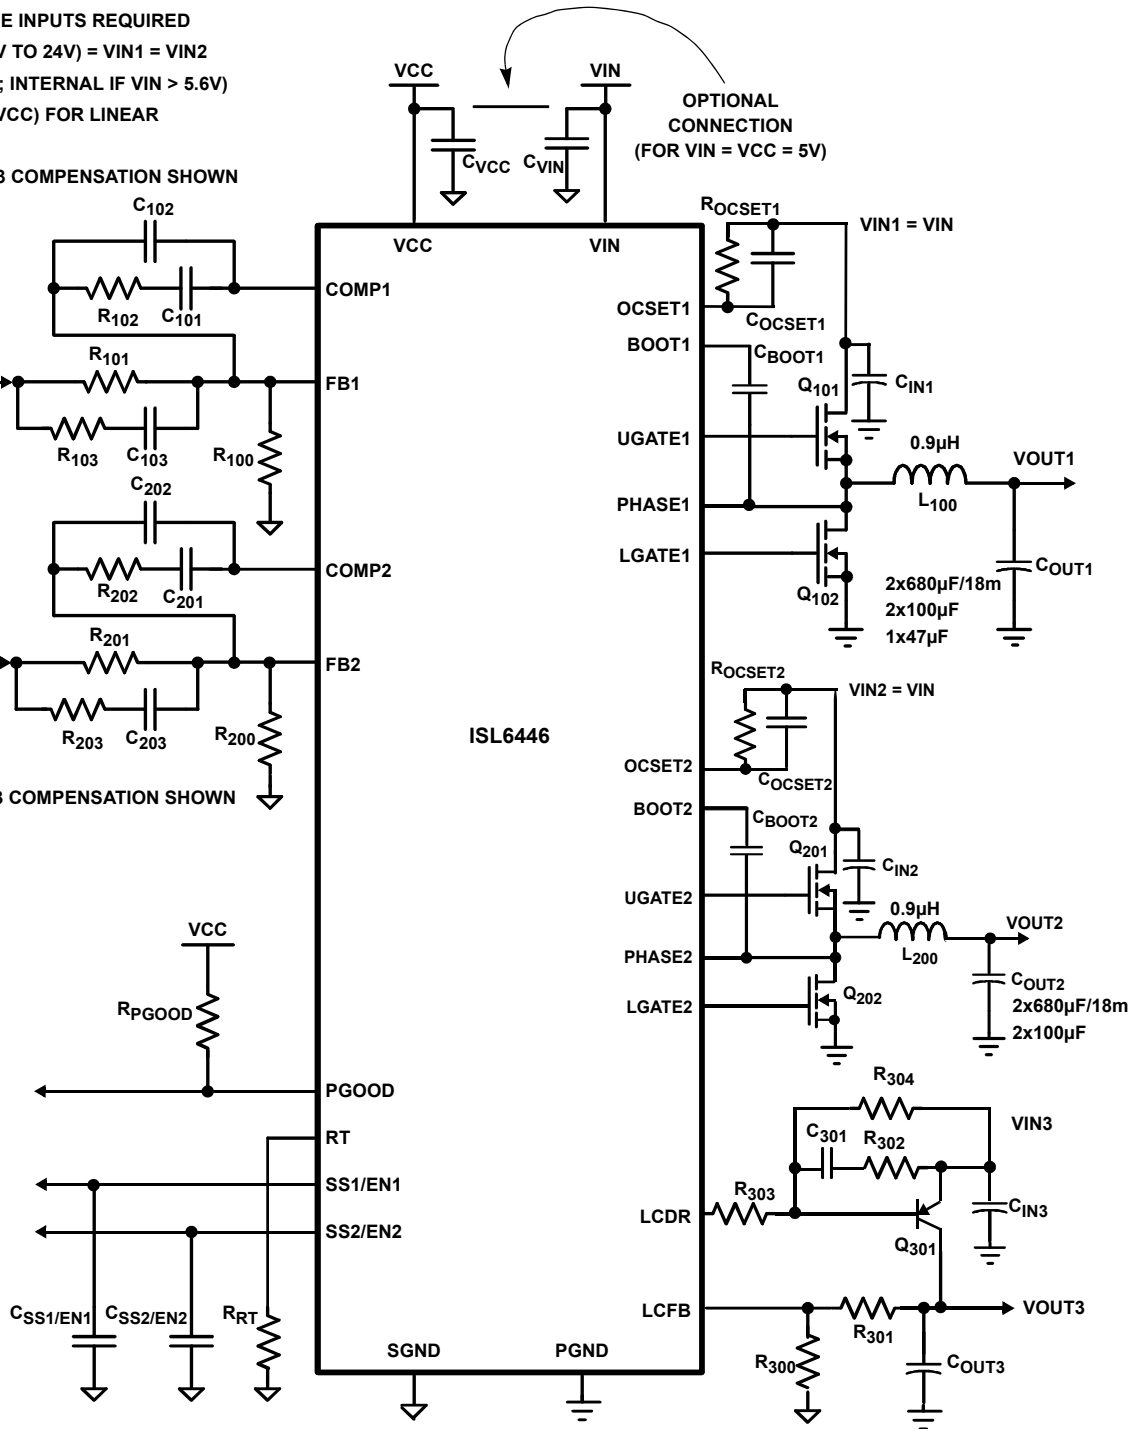 E INPUTS REQUIRED
V TO 24V) = VIN1 = VIN2
; INTERNAL IF VIN > 5.6V)
VCC) FOR LINEAR
VCC
VIN
OPTIONAL
CONNECTION
(FOR VIN = VCC = 5V)
CVCC
CVIN
3 COMPENSATION SHOWN
C102
R102
C101
R101
R103
C103
R100
C202
R202
C201
R201
R203
C203
R200
3 COMPENSATION SHOWN
VCC
RPGOOD
CSS1/EN1
CSS2/EN2
RRT
VCC
VIN
COMP1
FB1
COMP2
FB2
ISL6446
PGOOD
RT
SS1/EN1
SS2/EN2
SGND
PGND
OCSET1
BOOT1
UGATE1
PHASE1
LGATE1
OCSET2
BOOT2
UGATE2
PHASE2
LGATE2
LCDR
LCFB
ROCSET1
VIN1 = VIN
COCSET1
CBOOT1
Q101
CIN1
0.9µH
L100
VOUT1
Q102
COUT1
2x680µF/18m
2x100µF
1x47µF
ROCSET2
VIN2 = VIN
COCSET2
CBOOT2
Q201
CIN2
0.9µH
L200
VOUT2
Q202
COUT2
2x680µF/18m
2x100µF
R304
VIN3
C301
R302
R303
CIN3
Q301
VOUT3
R301
R300
COUT3